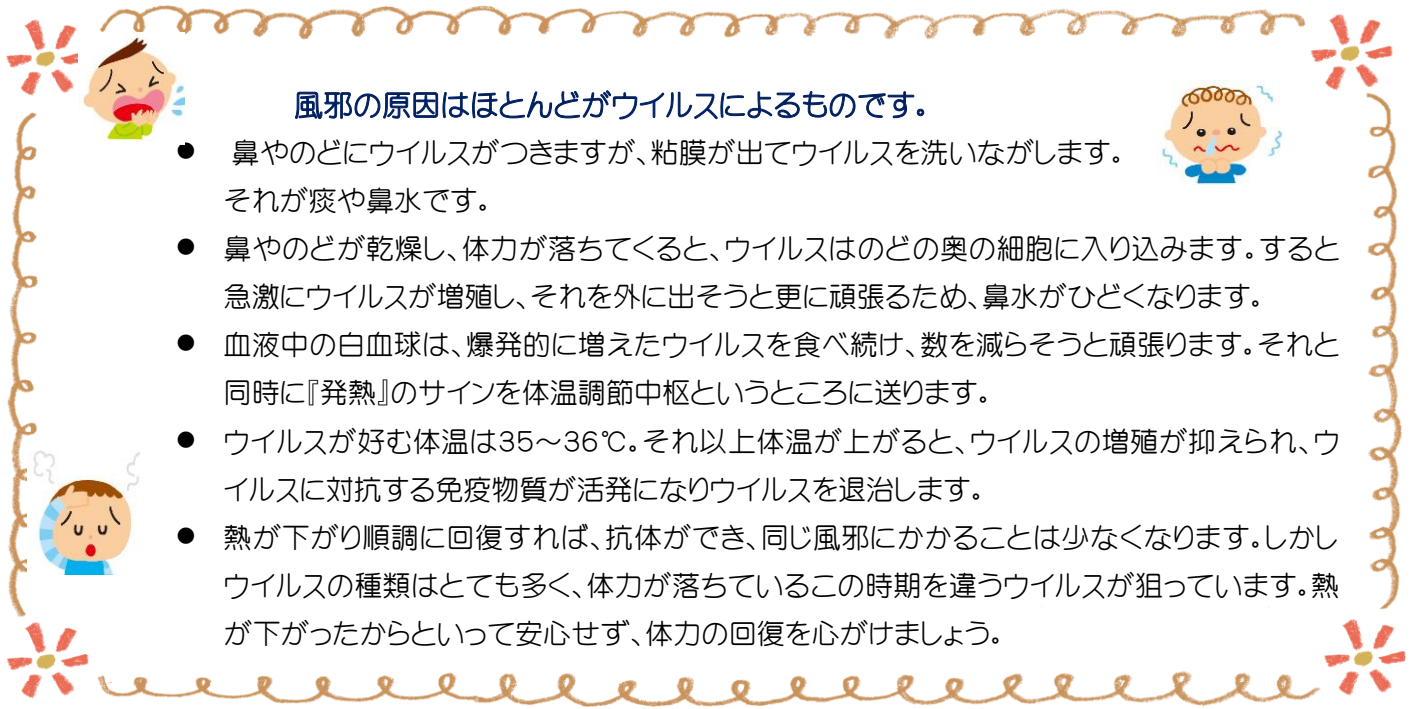 風邪の原因はほとんどがウイルスによるものです。
● 鼻やのどにウイルスがつきますが、粘膜が出てウイルスを洗いながします。
それが痰や鼻水です。
● 鼻やのどが乾燥し、体力が落ちてくると、ウイルスはのどの奥の細胞に入り込みます。すると
急激にウイルスが増殖し、それを外に出そうと更に頑張るため、鼻水がひどくなります。
● 血液中の白血球は、爆発的に増えたウイルスを食べ続け、数を減らそうと頑張ります。それと
同時に『発熱』のサインを体温調節中枢というところに送ります。
● ウイルスが好む体温は35～36℃。それ以上体温が上がると、ウイルスの増殖が抑えられ、ウ
イルスに対抗する免疫物質が活発になりウイルスを退治します。
● 熱が下がり順調に回復すれば、抗体ができ、同じ風邪にかかることは少なくなります。しかし
ウイルスの種類はとても多く、体力が落ちているこの時期を違うウイルスが狙っています。熱
が下がったからといって安心せず、体力の回復を心がけましょう。